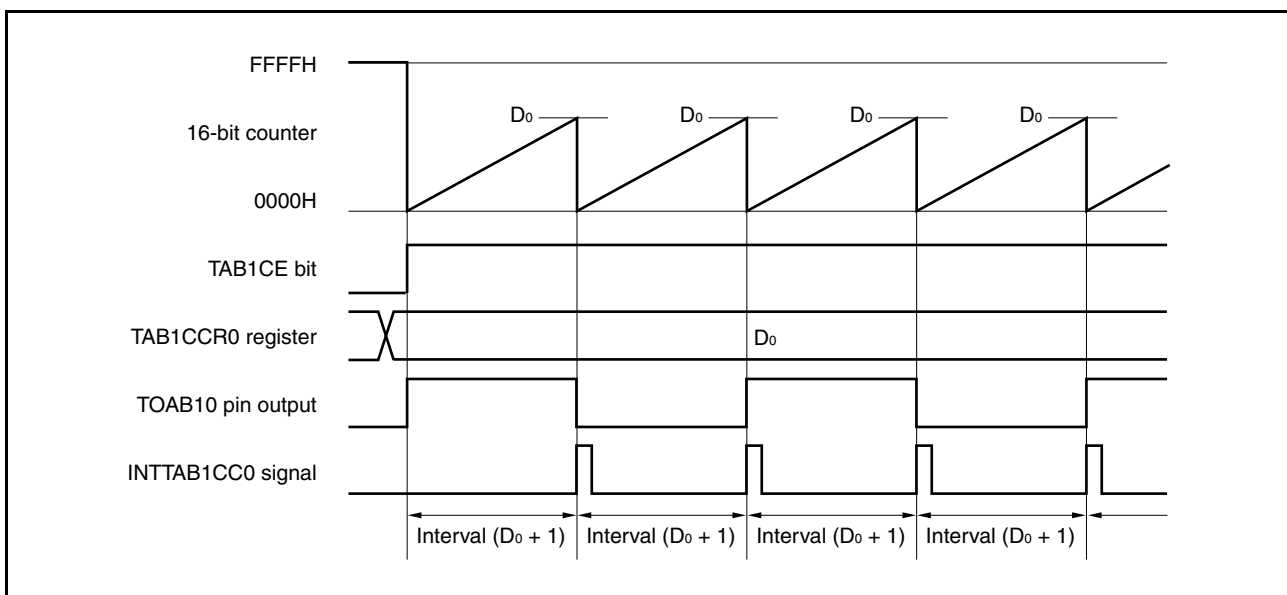 FFFFH
D0 D0 D0 D0
16-bit counter
0000H
TAB1CE bit
TAB1CCR0 register
D0
TOAB10 pin output
INTTAB1CC0 signal
Interval (D0 + 1) Interval (D0 + 1) Interval (D0 + 1) Interval (D0 + 1)